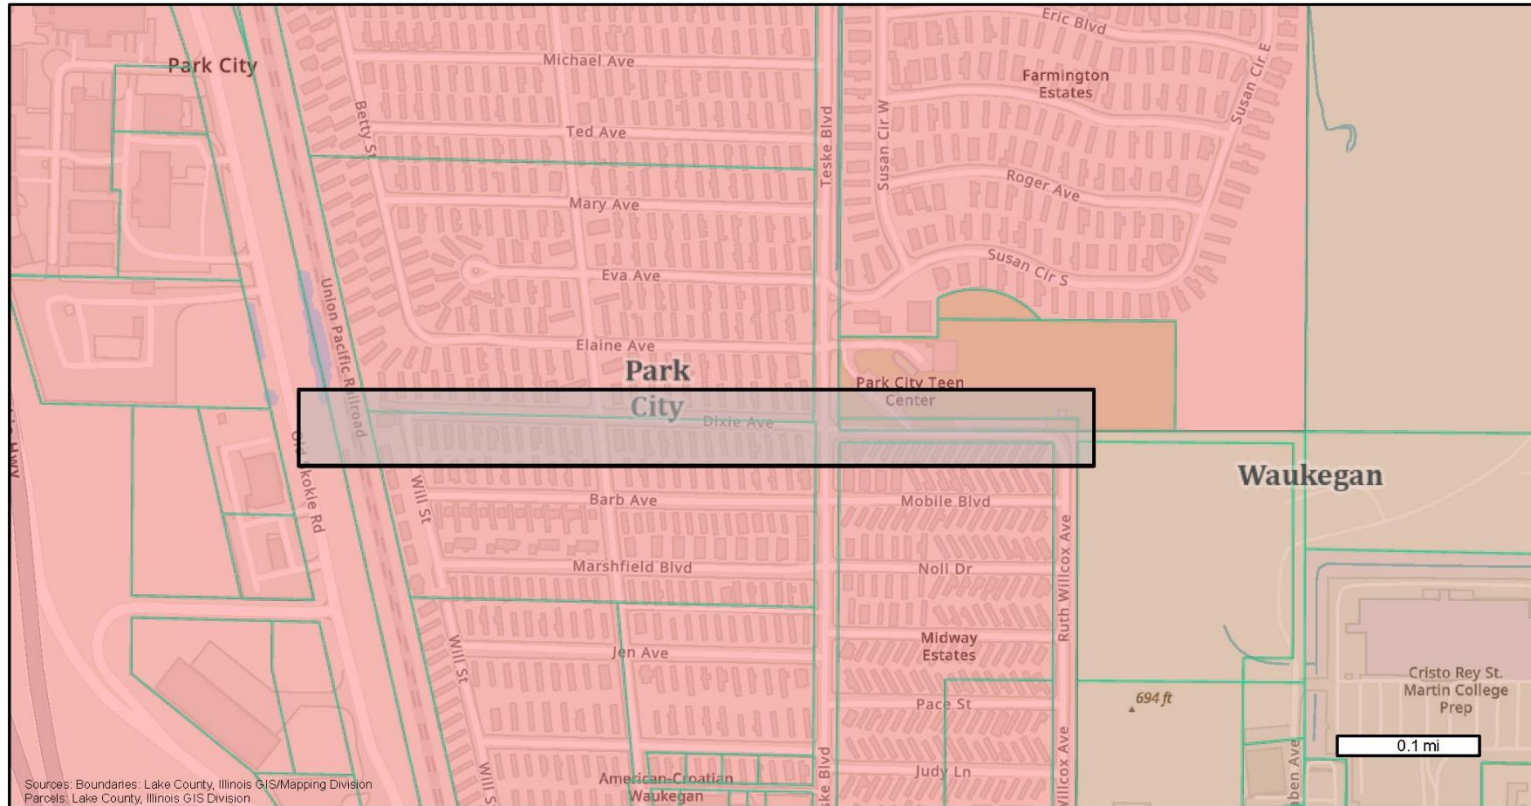 Park City
Michael Ave
Eric Blvd
Farmington
Estates
Susan Cir E
Betty St
Ted Ave
Teske Blvd
Susan Cir W
Mary Ave
Roger Ave
Eva Ave
Susan Cir S
Union Pacific Railroad
Elaine Ave
Park
City
Park City Teen
Center
Dixie Ave
Waukegan
Hwy
Old Skokie Rd
Will St
Barb Ave
Mobile Blvd
Ruth Willcox Ave
Marshfield Blvd
Noll Dr
Midway
Estates
Will St
Jen Ave
Cristo Rey St.
Martin College
Prep
694 ft
Pace St
0.1 mi
Will St
American-Croatian
Waukegan
Teske Blvd
Judy Ln
Willcox Ave
Sources: Boundaries: Lake County, Illinois GIS/Mapping Division
Parcels: Lake County, Illinois GIS Division